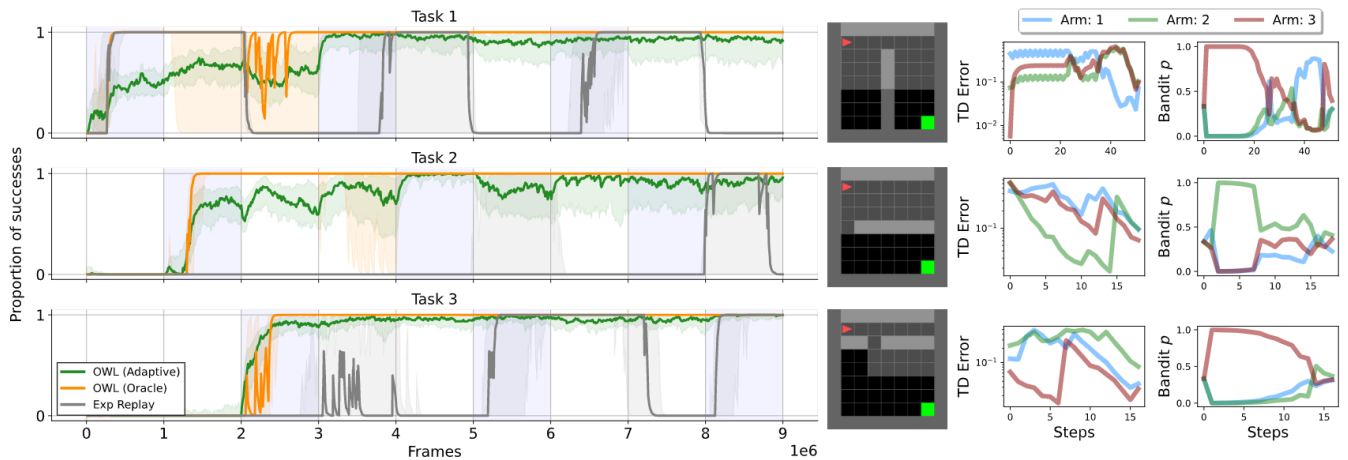 Task 1
1
0
Task 2
1
0
Task 3
1
0
Proportion of successes
OWL (Adaptive)
OWL (Oracle)
Exp Replay
0 1 2 3 4 5 6 7 8 9
1e6
Frames
Arm: 1 Arm: 2 Arm: 3
TD Error
10⁻¹
10⁻²
0 20 40
Bandit p
1.0
0.5
0.0
0 20 40
TD Error
10⁻¹
0 5 10 15
Bandit p
1.0
0.5
0.0
0 5 10 15
TD Error
10⁻¹
0 5 10 15
Steps
Bandit p
1.0
0.5
0.0
0 5 10 15
Steps